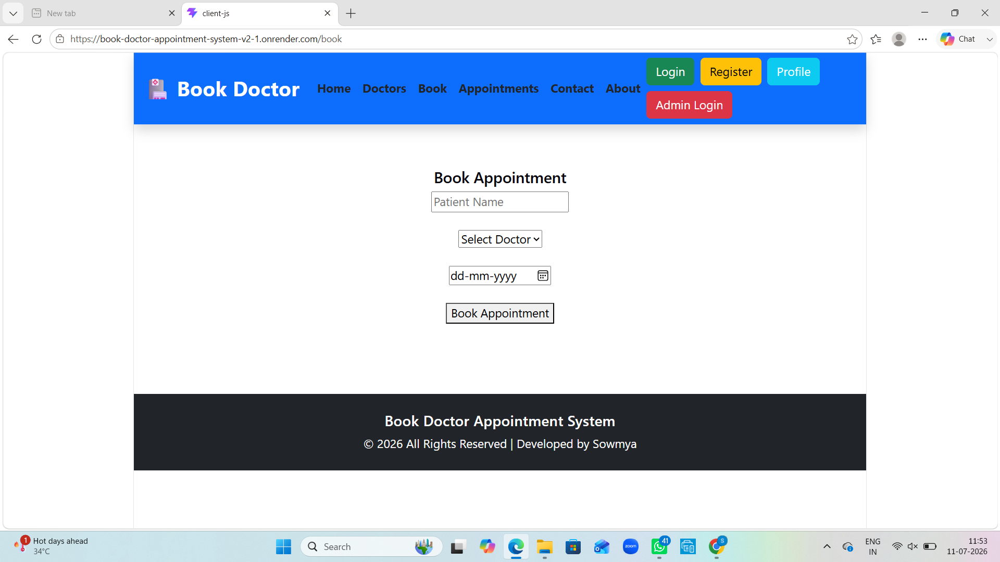 New tab
client-js
https://book-doctor-appointment-system-v2-1.onrender.com/book
Chat
Book Doctor
Home Doctors Book Appointments Contact About
Login Register Profile
Admin Login
Book Appointment
Patient Name
Select Doctor
dd-mm-yyyy
Book Appointment
Book Doctor Appointment System
© 2026 All Rights Reserved | Developed by Sowmya
1
Hot days ahead
34°C
Search
zoom
41
S
ENG
IN
11:53
11-07-2026